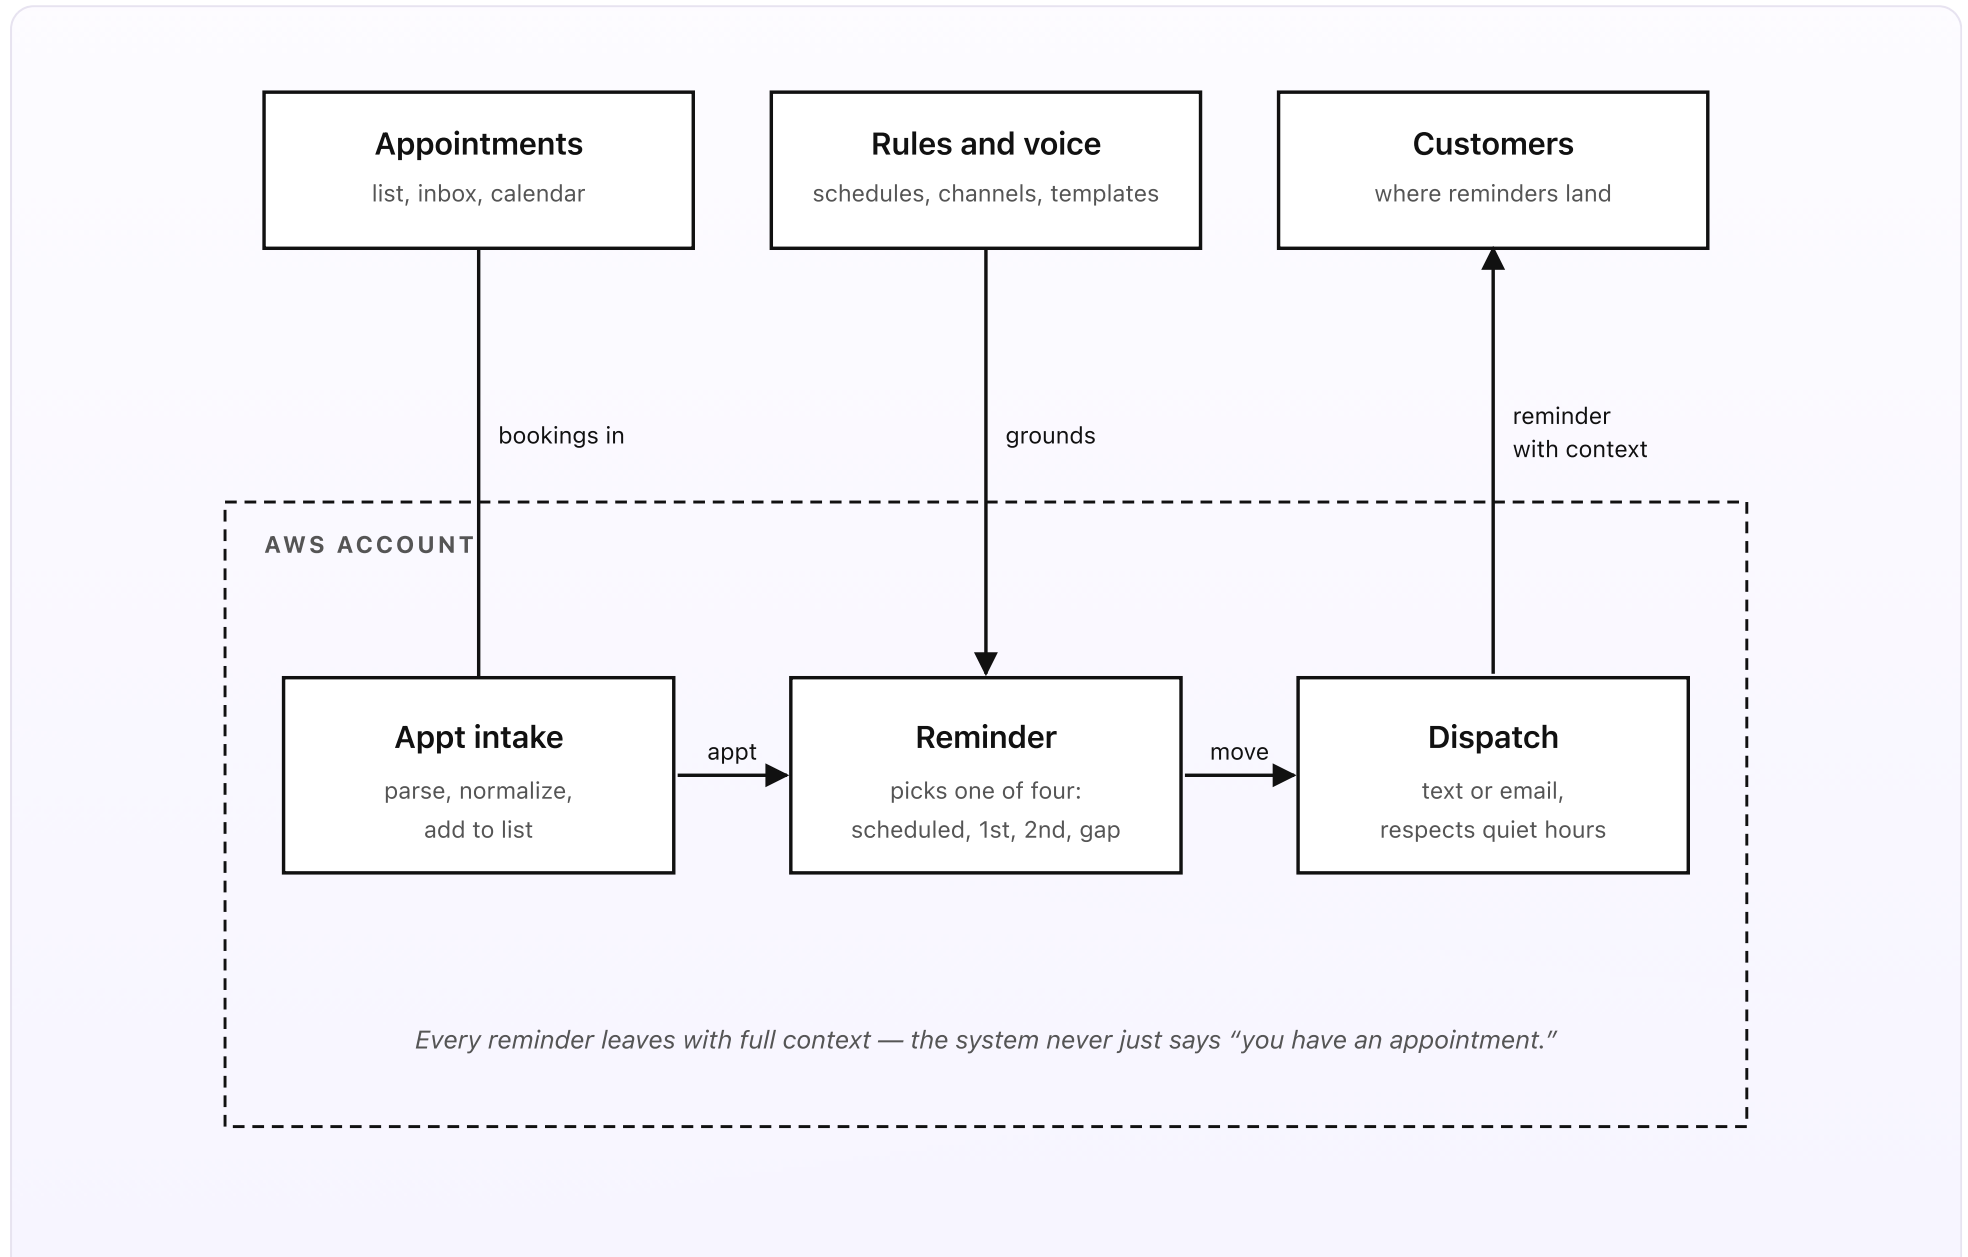 Appointments
list, inbox, calendar
Rules and voice
schedules, channels, templates
Customers
where reminders land
bookings in
grounds
reminder
with context
AWS ACCOUNT
Appt intake
parse, normalize,
add to list
appt
Reminder
picks one of four:
scheduled, 1st, 2nd, gap
move
Dispatch
text or email,
respects quiet hours
Every reminder leaves with full context — the system never just says “you have an appointment.”